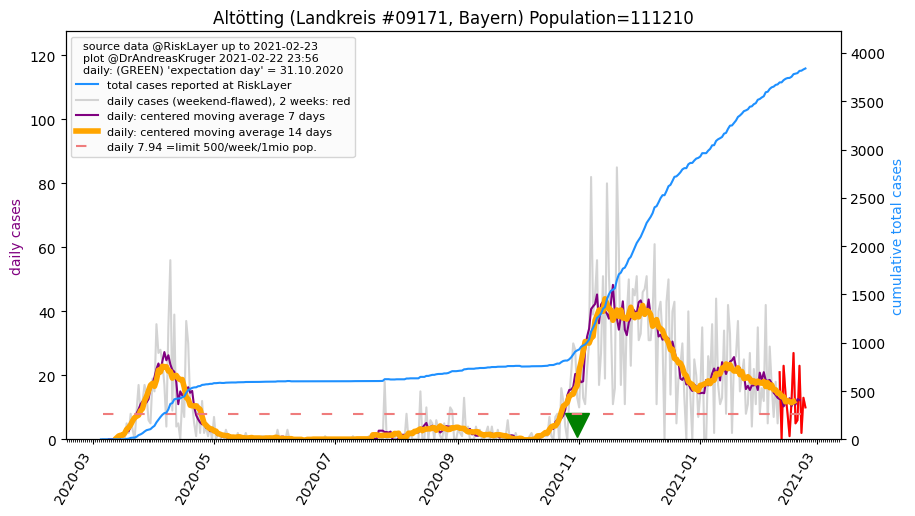 Altötting (Landkreis #09171, Bayern) Population=111210
source data @RiskLayer up to 2021-02-23
plot @DrAndreasKruger 2021-02-22 23:56
daily: (GREEN) 'expectation day' = 31.10.2020
total cases reported at RiskLayer
daily cases (weekend-flawed), 2 weeks: red
daily: centered moving average 7 days
daily: centered moving average 14 days
daily 7.94 =limit 500/week/1mio pop.
daily cases
120
100
80
60
40
20
0
4000
3500
3000
2500
2000
1500
1000
500
0
cumulative total cases
2020-03
2020-05
2020-07
2020-09
2020-11
2021-01
2021-03